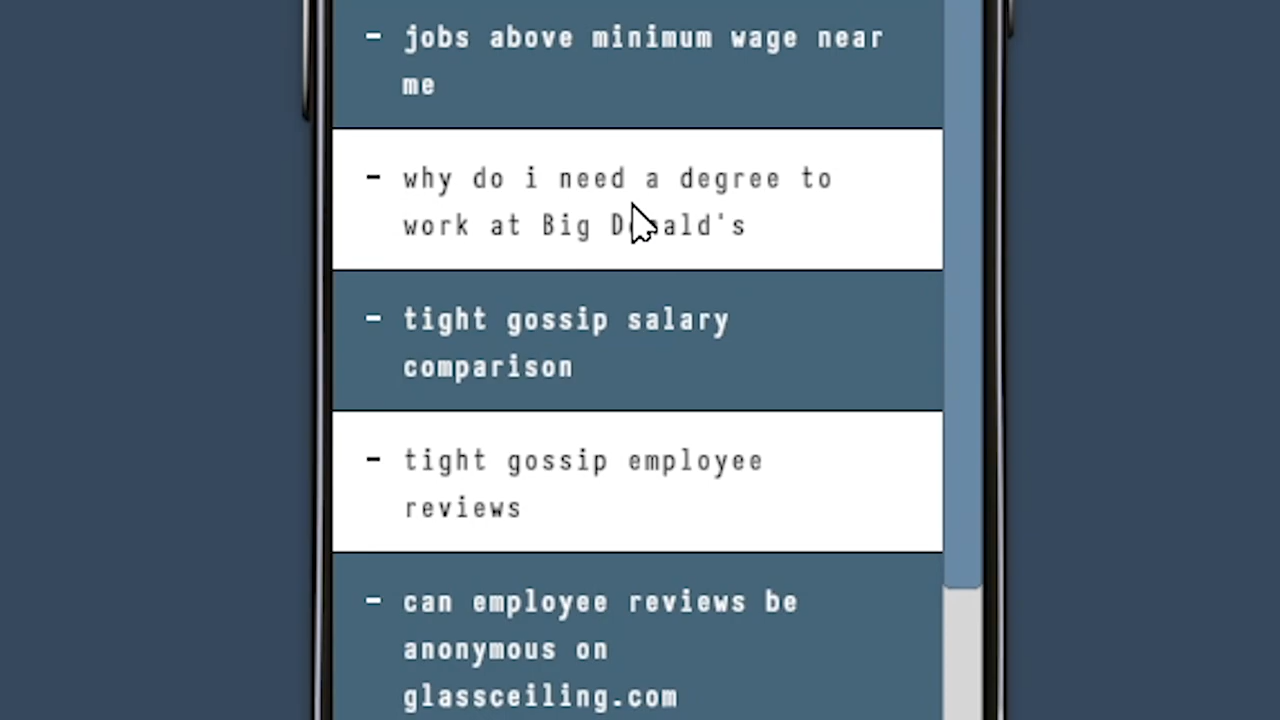 - jobs above minimum wage near
me
- why do i need a degree to
work at Big Donald's
- tight gossip salary
comparison
- tight gossip employee
reviews
- can employee reviews be
anonymous on
glassceiling.com